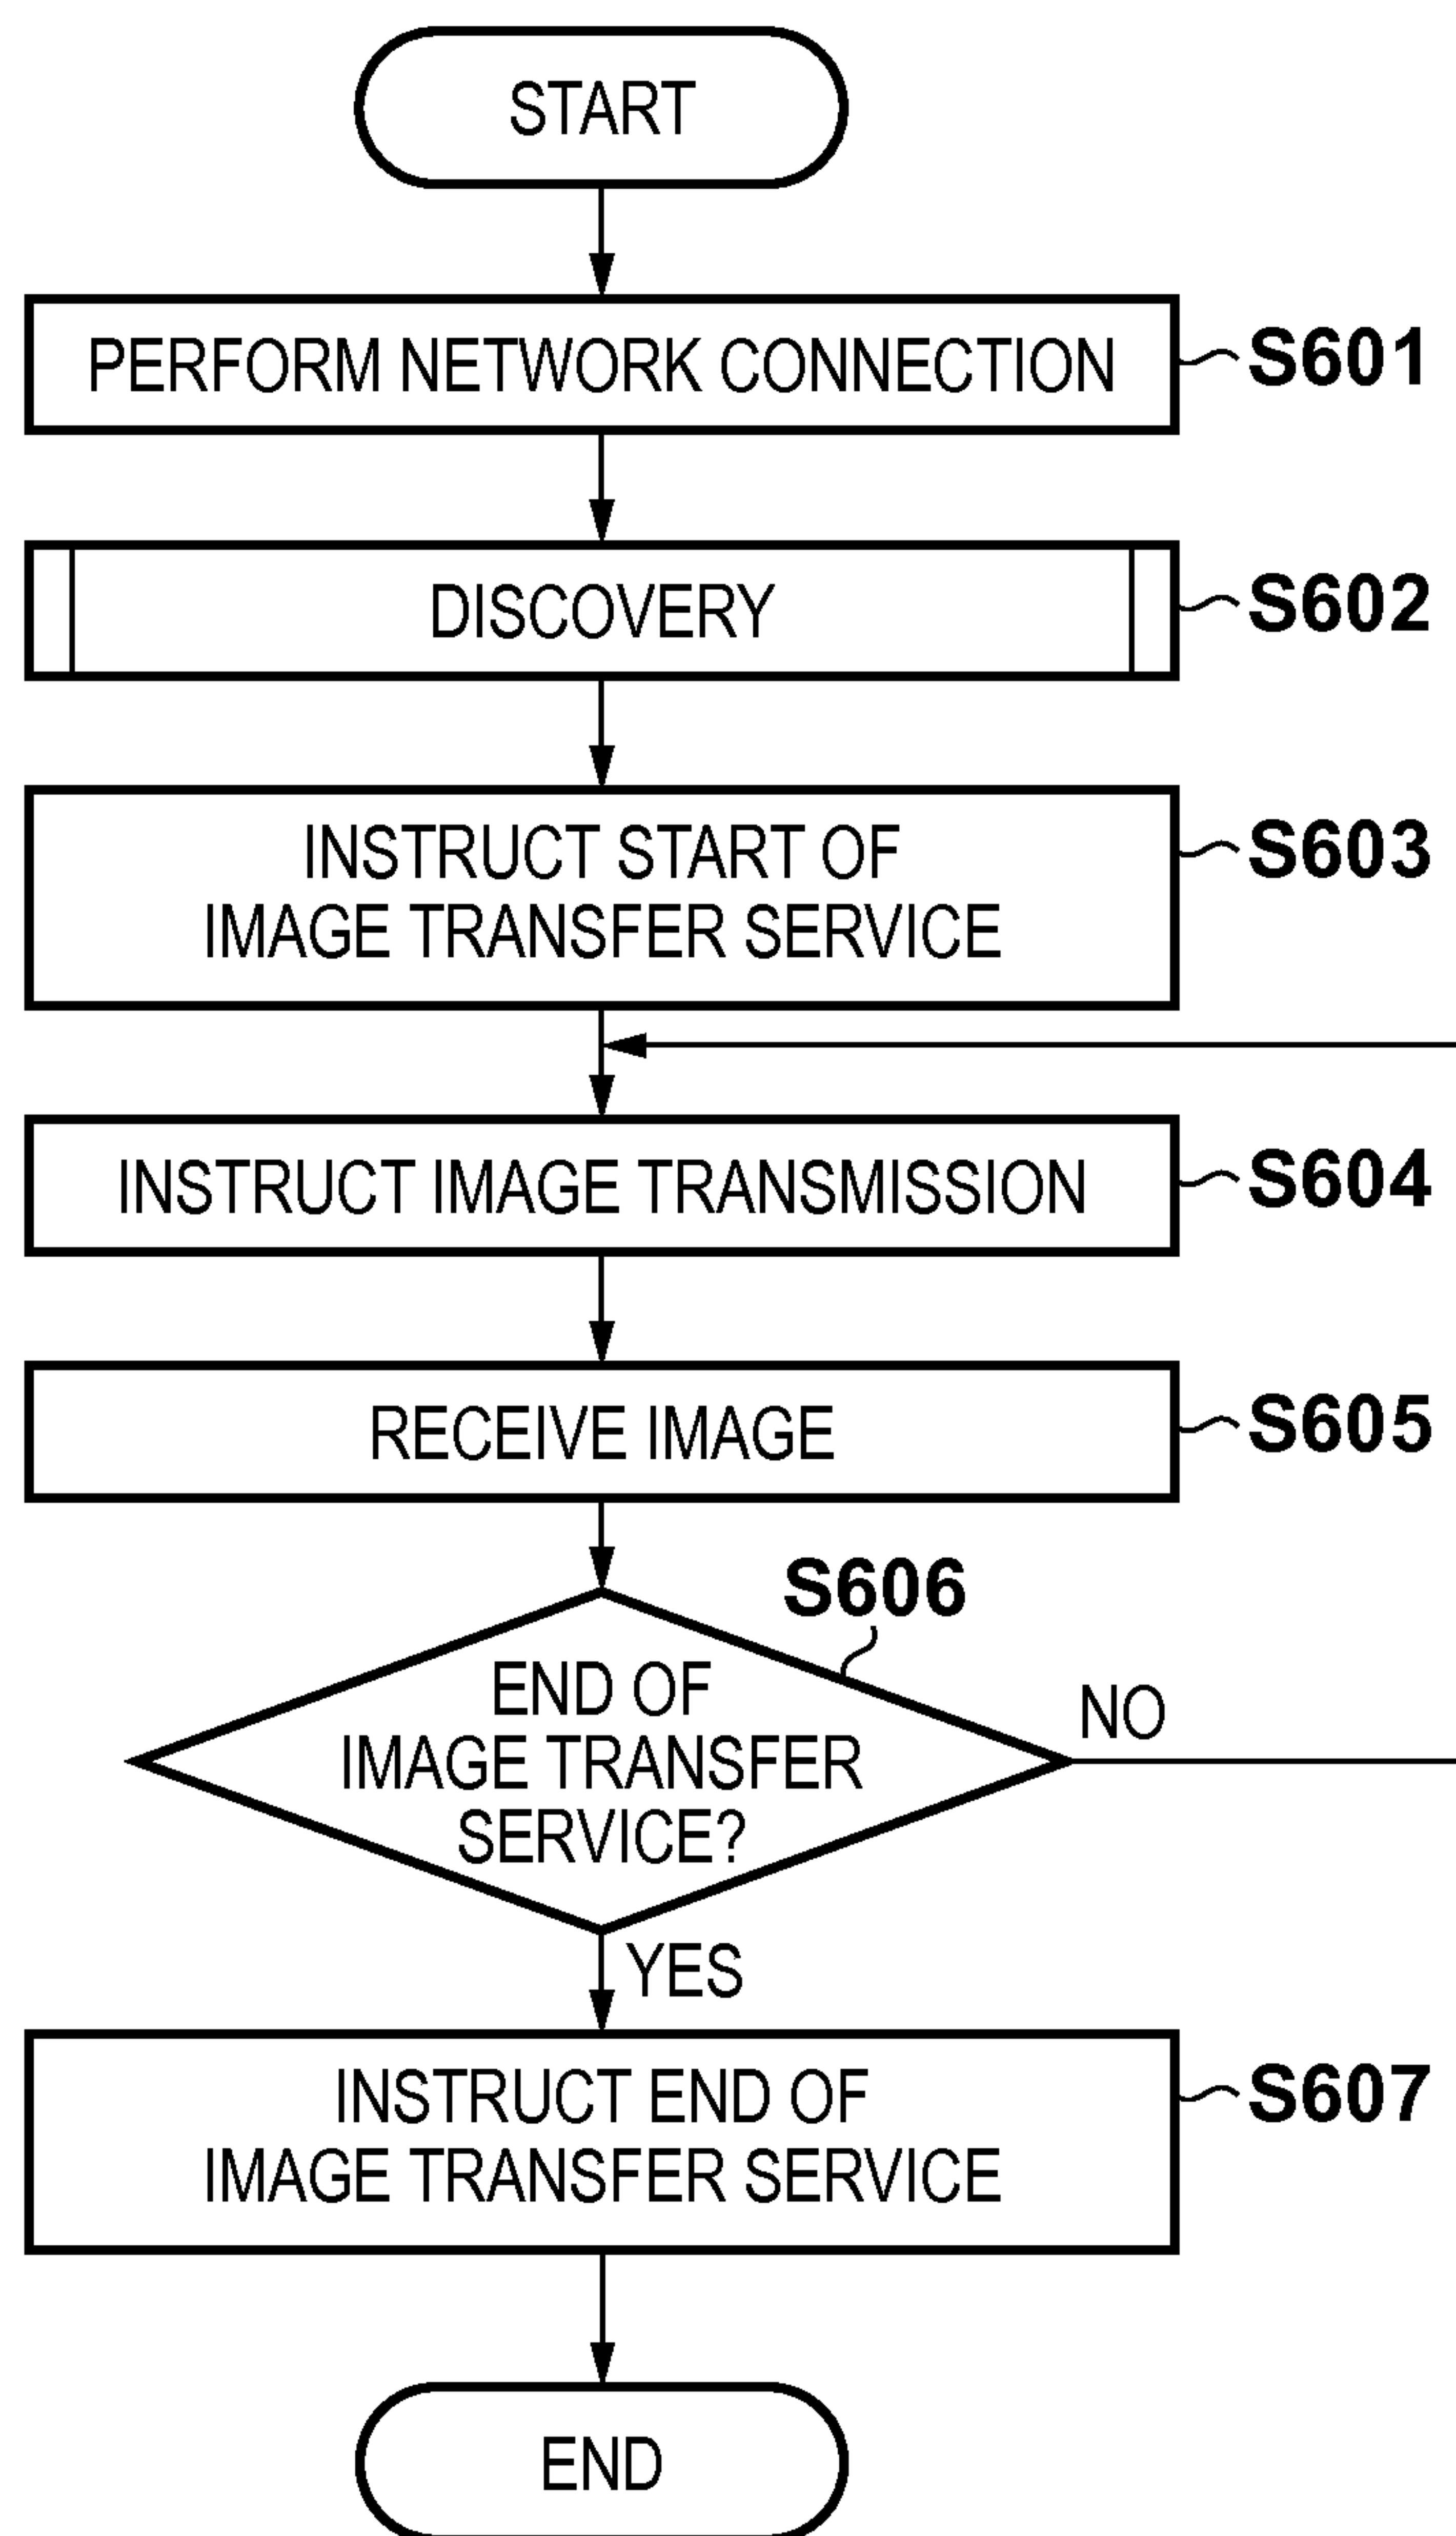 START
PERFORM NETWORK CONNECTION
S601
DISCOVERY
S602
INSTRUCT START OF
IMAGE TRANSFER SERVICE
S603
INSTRUCT IMAGE TRANSMISSION
S604
RECEIVE IMAGE
S605
S606
END OF
IMAGE TRANSFER
SERVICE?
NO
YES
INSTRUCT END OF
IMAGE TRANSFER SERVICE
S607
END